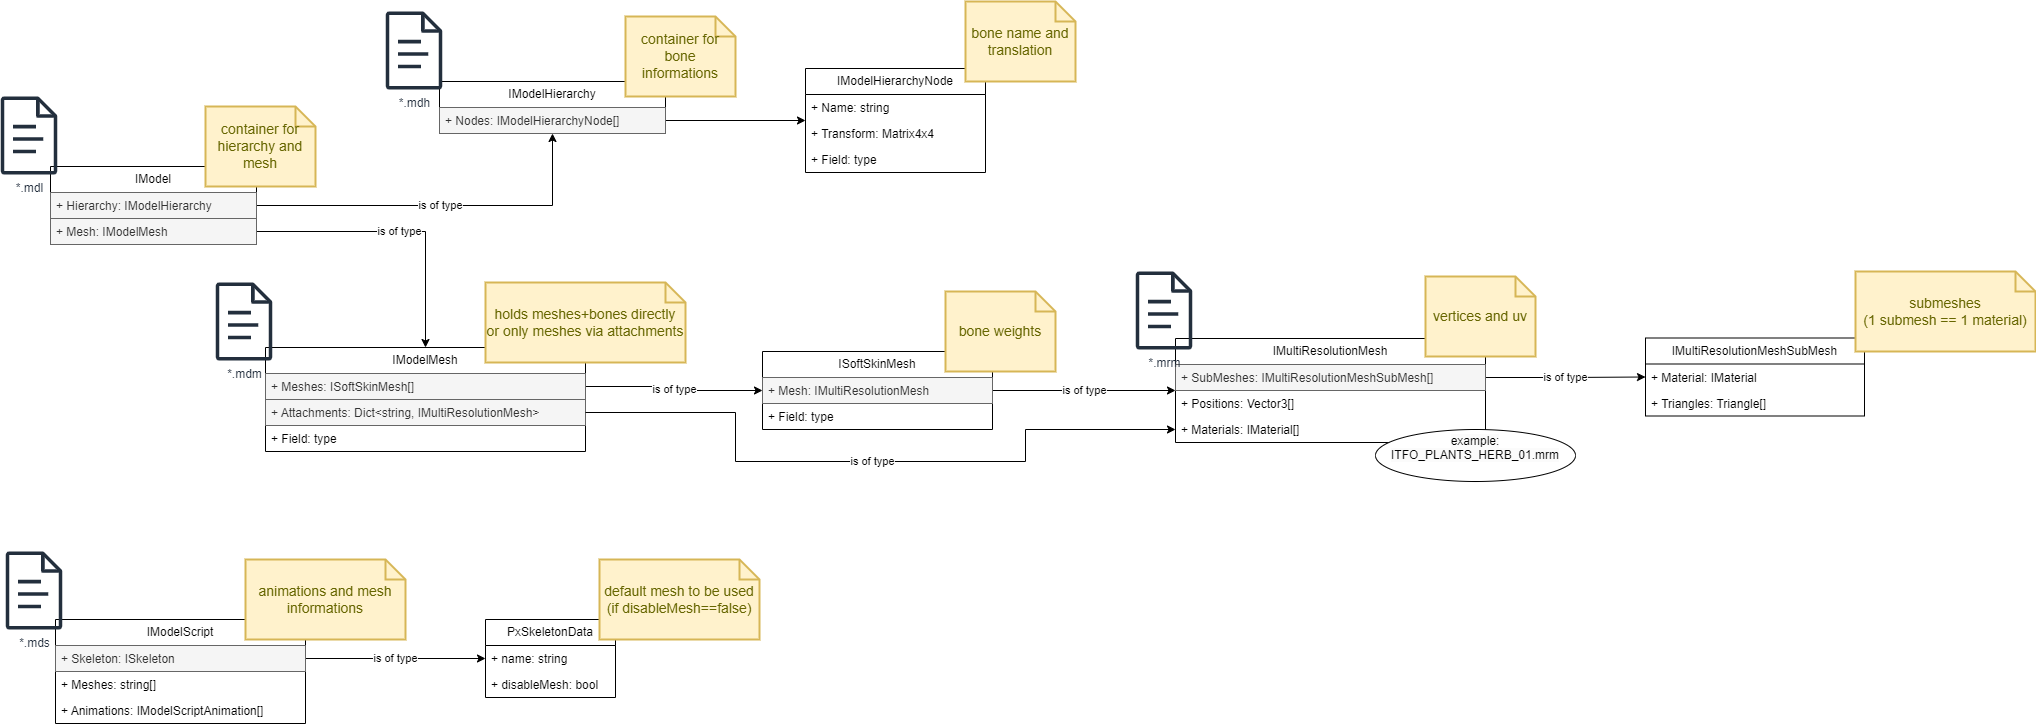 *.mdl
container for
hierarchy and
mesh
IModel
+ Hierarchy: IModelHierarchy
+ Mesh: IModelMesh
is of type
is of type
*.mdh
container for
bone
informations
IModelHierarchy
+ Nodes: IModelHierarchyNode[]
bone name and
translation
IModelHierarchyNode
+ Name: string
+ Transform: Matrix4x4
+ Field: type
*.mdm
holds meshes+bones directly
or only meshes via attachments
IModelMesh
+ Meshes: ISoftSkinMesh[]
+ Attachments: Dict<string, IMultiResolutionMesh>
+ Field: type
is of type
is of type
bone weights
ISoftSkinMesh
+ Mesh: IMultiResolutionMesh
+ Field: type
is of type
*.mrm
vertices and uv
IMultiResolutionMesh
+ SubMeshes: IMultiResolutionMeshSubMesh[]
+ Positions: Vector3[]
+ Materials: IMaterial[]
example:
ITFO_PLANTS_HERB_01.mrm
is of type
submeshes
(1 submesh == 1 material)
IMultiResolutionMeshSubMesh
+ Material: IMaterial
+ Triangles: Triangle[]
*.mds
animations and mesh
informations
IModelScript
+ Skeleton: ISkeleton
+ Meshes: string[]
+ Animations: IModelScriptAnimation[]
is of type
default mesh to be used
(if disableMesh==false)
PxSkeletonData
+ name: string
+ disableMesh: bool